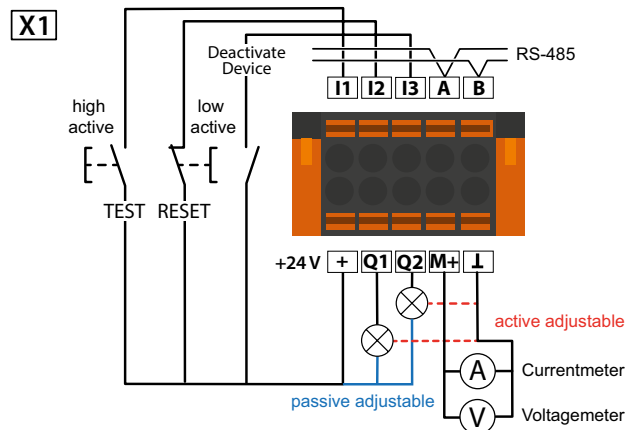 X1
Deactivate
Device
RS-485
I1 I2 I3 A B
high
active
low
active
TEST RESET
+24 V + Q1 Q2 M+ ⊥
active adjustable
passive adjustable
A Currentmeter
V Voltagemeter